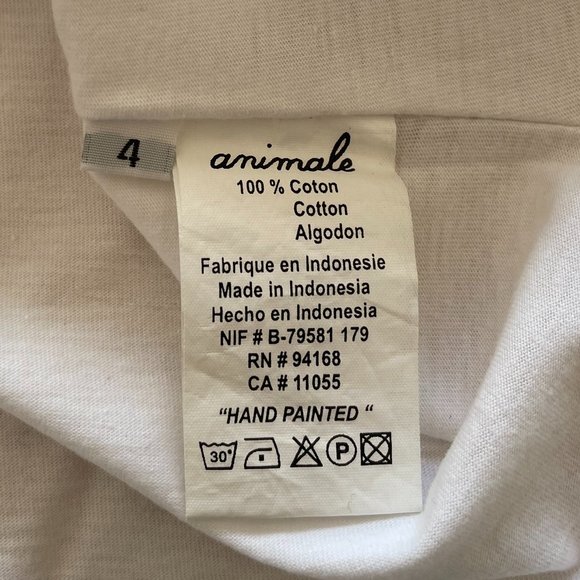 4
animale
100 % Coton
Cotton
Algodon
Fabrique en Indonesie
Made in Indonesia
Hecho en Indonesia
NIF # B-79581 179
RN # 94168
CA # 11055
"HAND PAINTED "
30° P